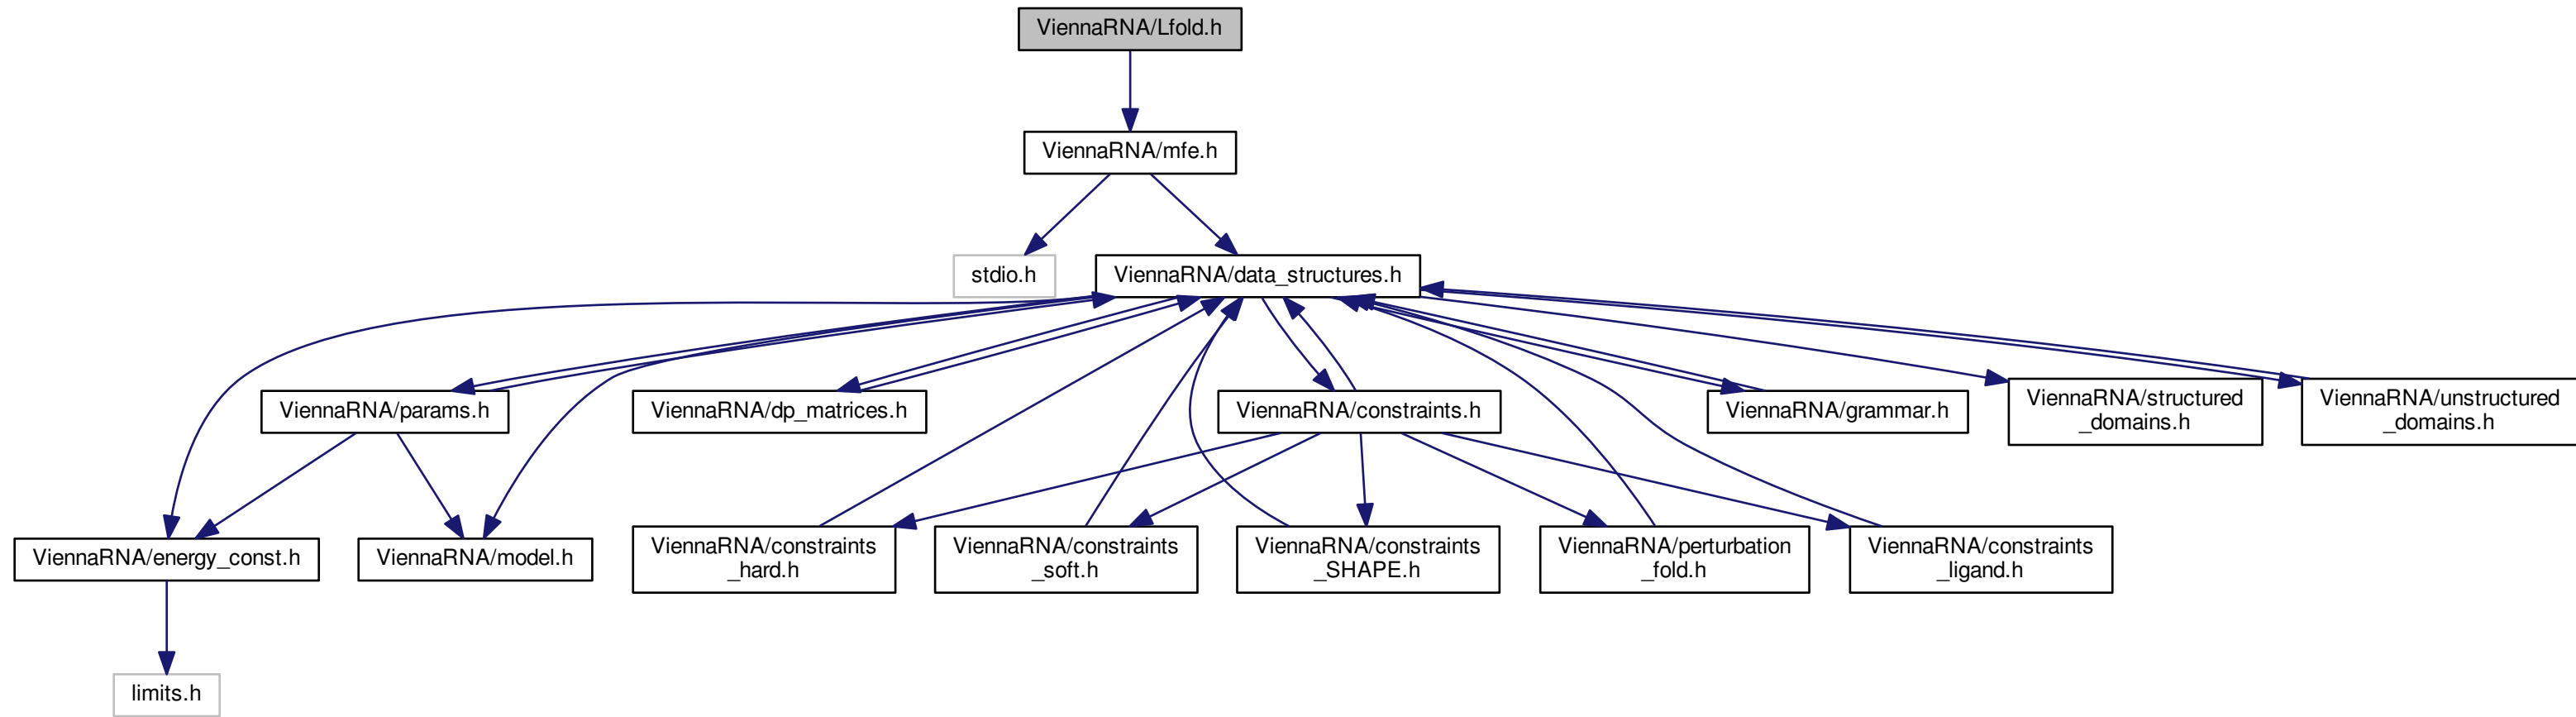 ViennaRNA/Lfold.h
ViennaRNA/mfe.h
stdio.h
ViennaRNA/data_structures.h
ViennaRNA/params.h
ViennaRNA/dp_matrices.h
ViennaRNA/constraints.h
ViennaRNA/grammar.h
ViennaRNA/structured
_domains.h
ViennaRNA/unstructured
_domains.h
ViennaRNA/energy_const.h
ViennaRNA/model.h
ViennaRNA/constraints
_hard.h
ViennaRNA/constraints
_soft.h
ViennaRNA/constraints
_SHAPE.h
ViennaRNA/perturbation
_fold.h
ViennaRNA/constraints
_ligand.h
limits.h